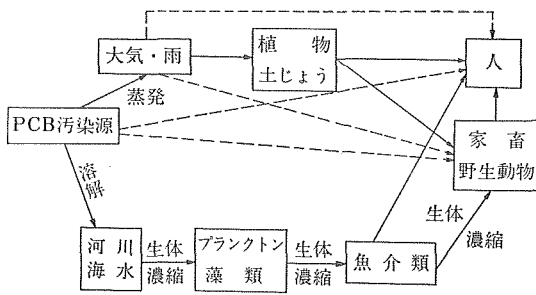 大気・雨
植物
土じょう
人
蒸発
PCB汚染源
家畜
野生動物
溶解
河川
海水
生体
濃縮
プランクトン
藻類
生体
濃縮
魚介類
生体
濃縮